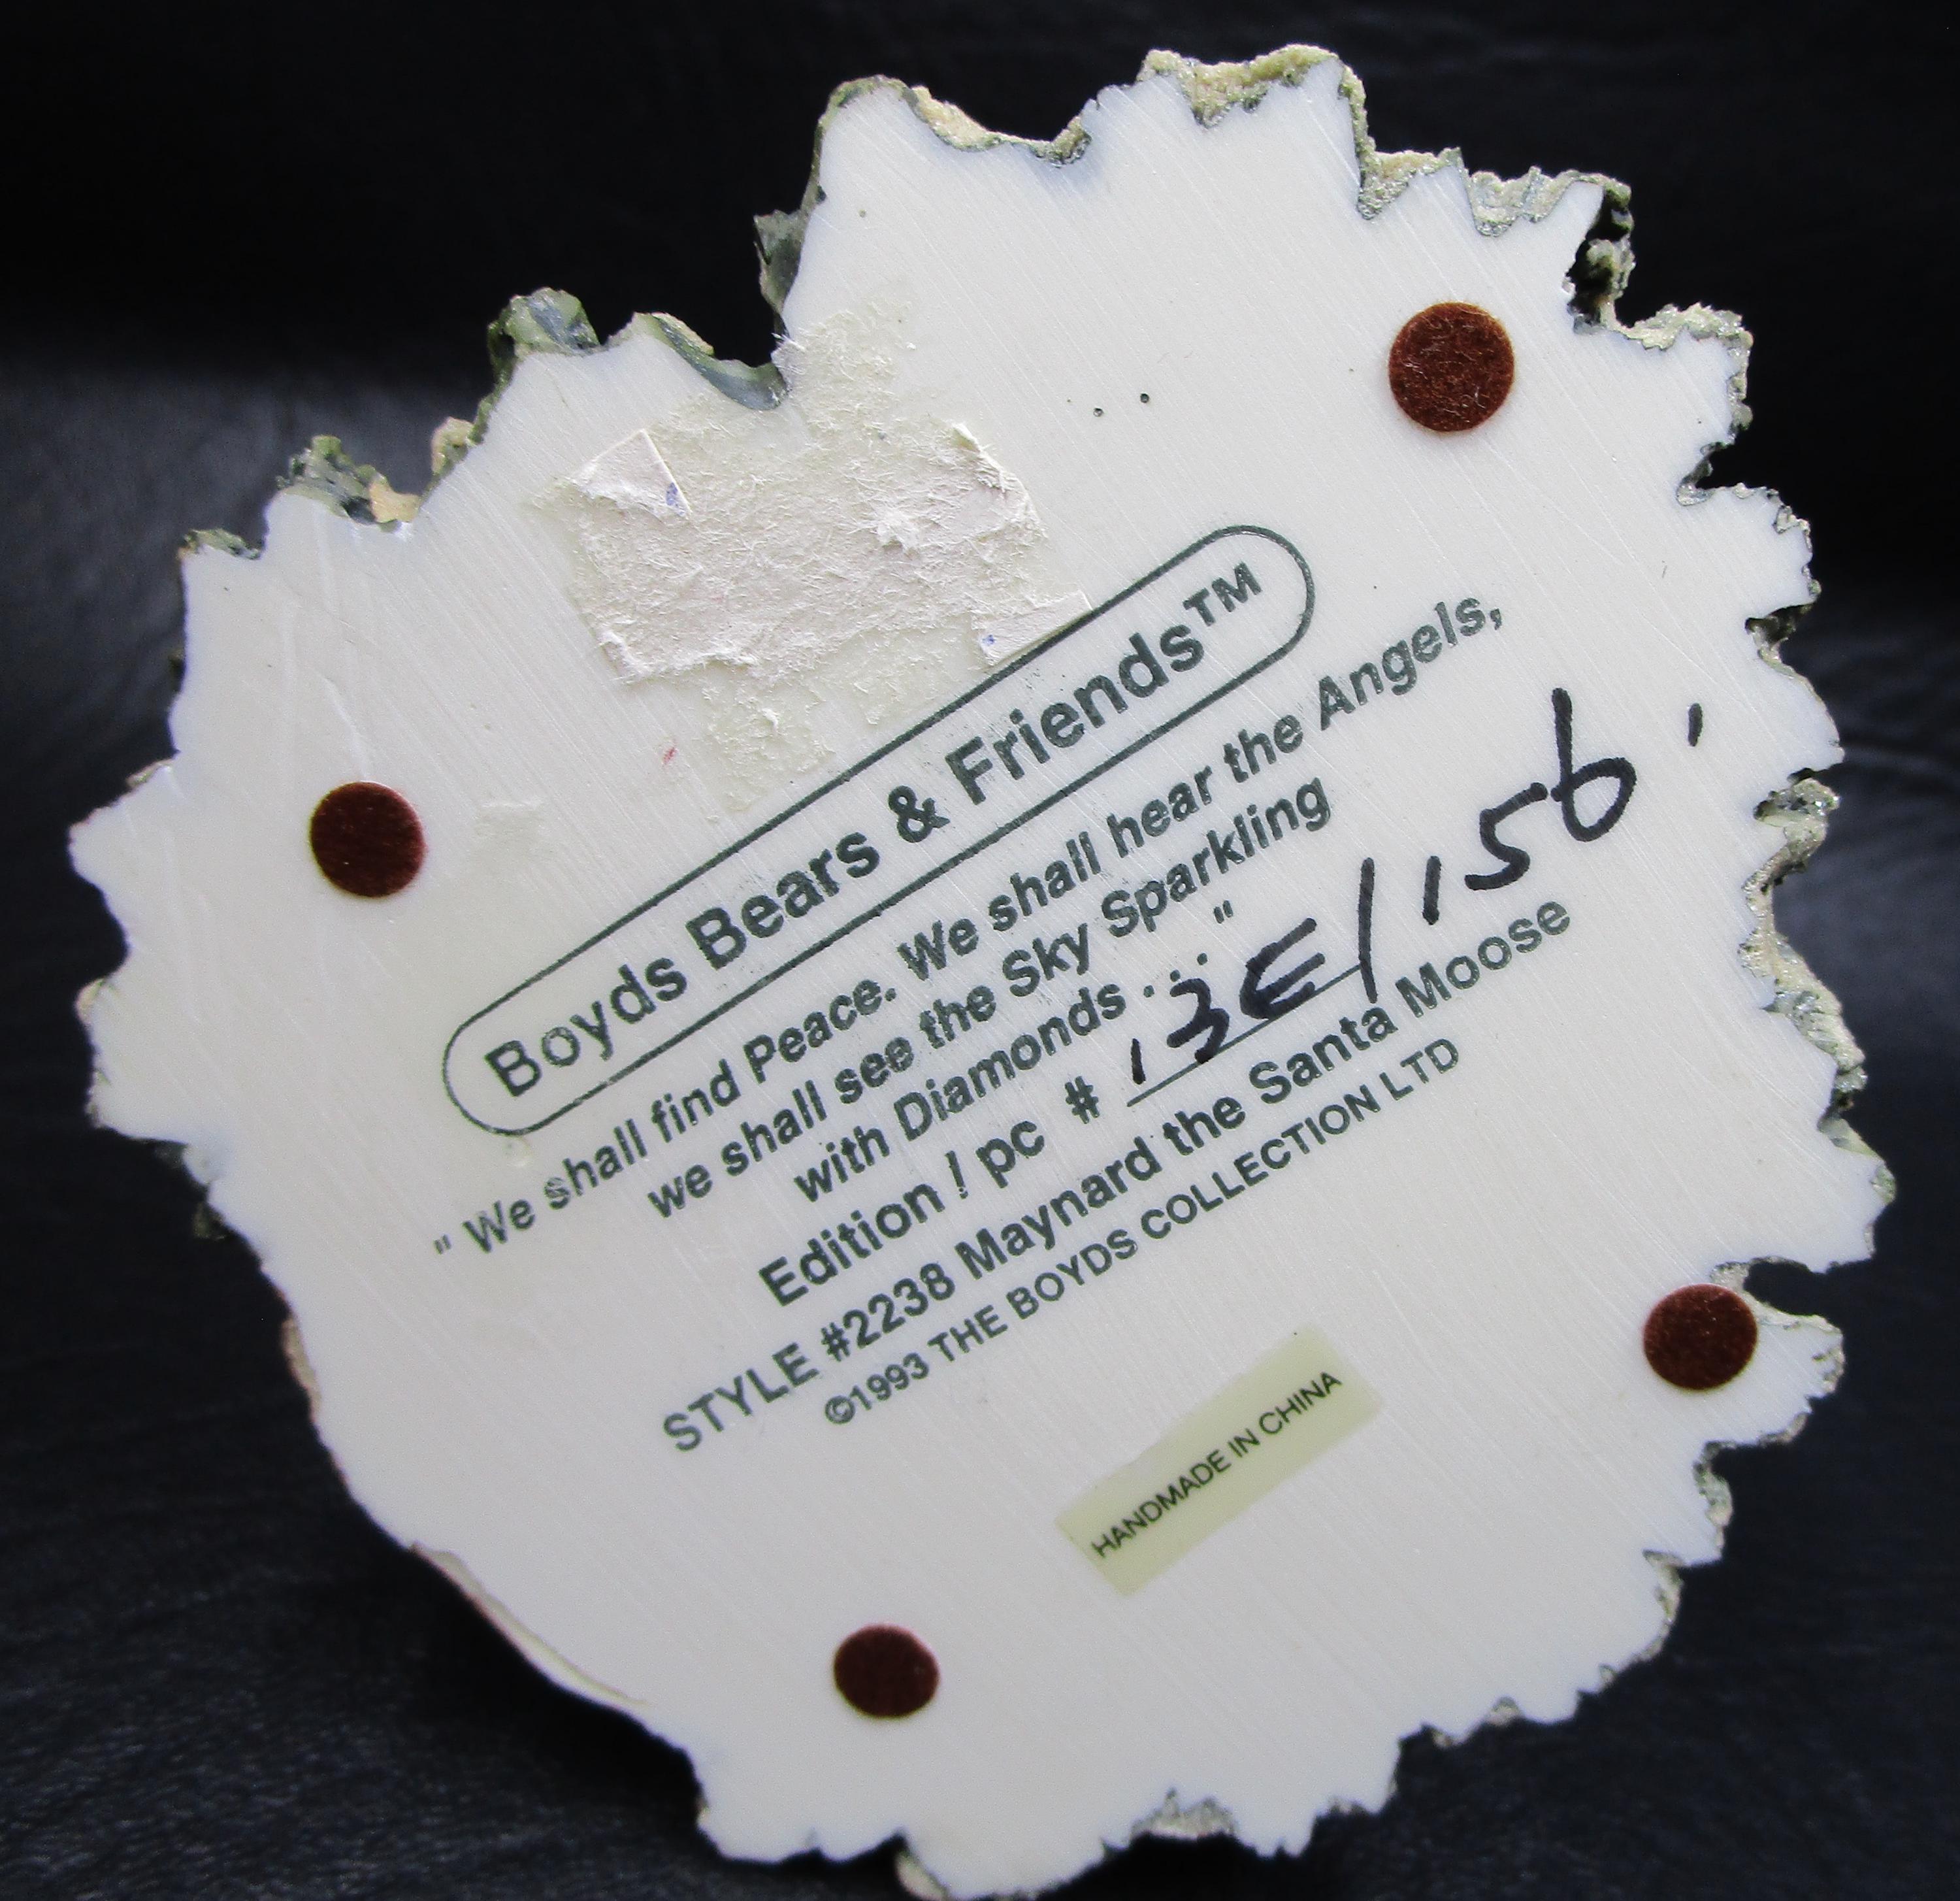 Boyds Bears & Friends™
" We shall find Peace. We shall hear the Angels,
we shall see the Sky Sparkling
with Diamonds . . . "
Edition / pc # 13E/156
STYLE #2238 Maynard the Santa Moose
©1993 THE BOYDS COLLECTION LTD
HANDMADE IN CHINA